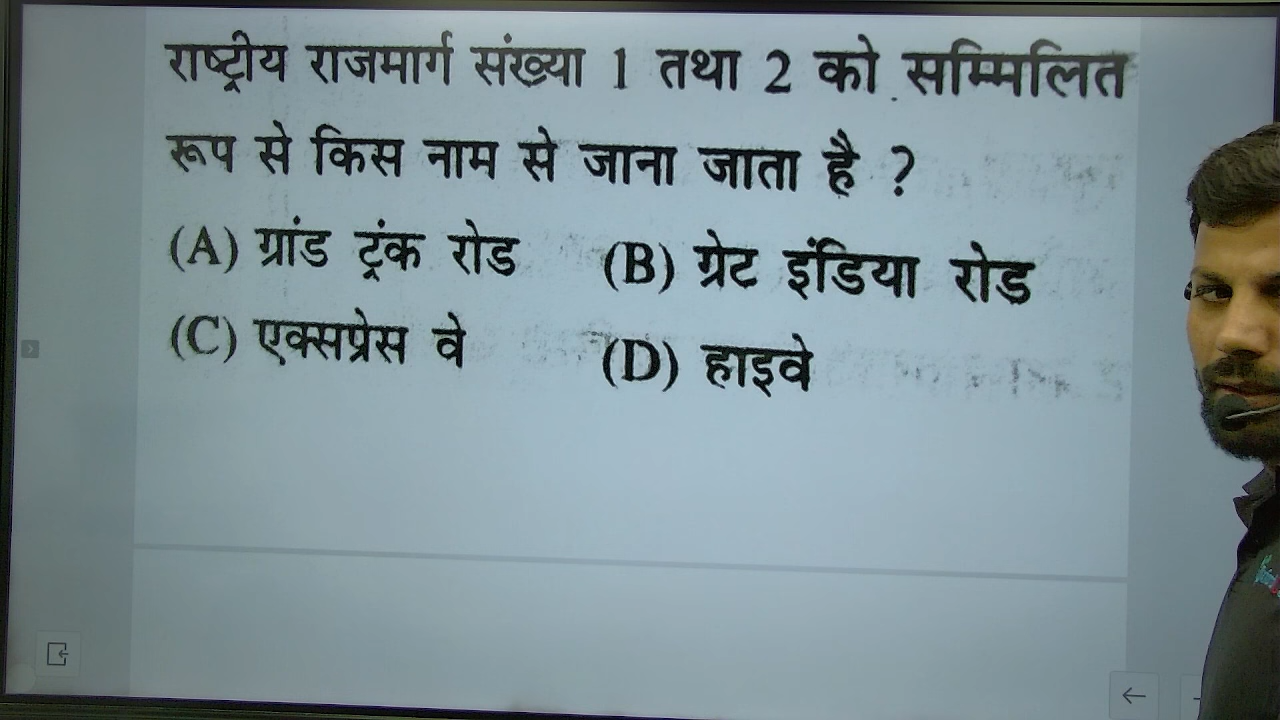 राष्ट्रीय राजमार्ग संख्या 1 तथा 2 को सम्मिलित
रूप से किस नाम से जाना जाता है ?
(A) ग्रांड ट्रंक रोड (B) ग्रेट इंडिया रोड
(C) एक्सप्रेस वे (D) हाइवे